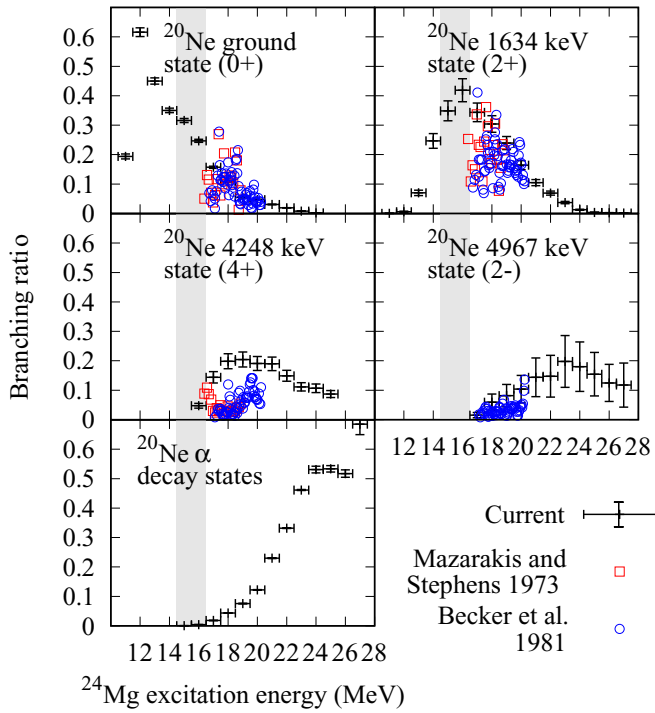 0.6
0.5
0.4
0.3
0.2
0.1
0
20Ne ground
state (0+)
20Ne 1634 keV
state (2+)
0.6
0.5
0.4
0.3
0.2
0.1
0
20Ne 4248 keV
state (4+)
20Ne 4967 keV
state (2-)
Branching ratio
0.6
0.5
0.4
0.3
0.2
0.1
0
20Ne α
decay states
12 14 16 18 20 22 24 26 28
12 14 16 18 20 22 24 26 28
24Mg excitation energy (MeV)
Current
Mazarakis and
Stephens 1973
Becker et al.
1981